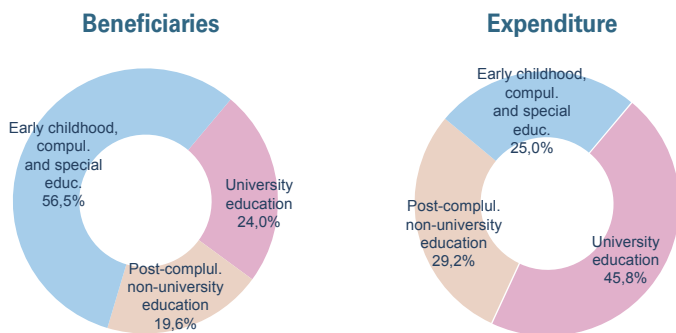 Beneficiaries
Early childhood,
compul.
and special
educ.
56,5%
University
education
24,0%
Post-complul.
non-university
education
19,6%
Expenditure
Early childhood,
compul.
and special
educ.
25,0%
Post-complul.
non-university
education
29,2%
University
education
45,8%